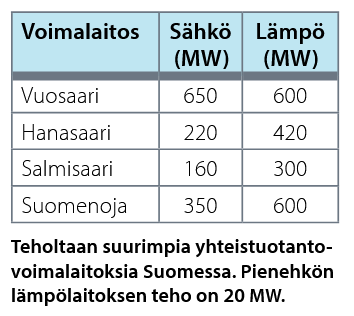 Voimalaitos Sähkö (MW) Lämpö (MW)
Vuosaari 650 600
Hanasaari 220 420
Salmisaari 160 300
Suomenoja 350 600
Teholtaan suurimpia yhteistuotanto-
voimalaitoksia Suomessa. Pienehkön
lämpölaitoksen teho on 20 MW.